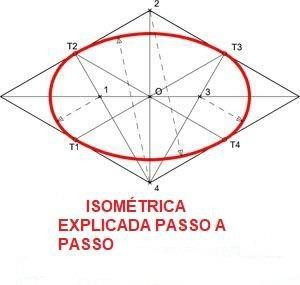 2
T2
T3
1
O
3
T1
T4
4
ISOMÉTRICA
EXPLICADA PASSO A
PASSO